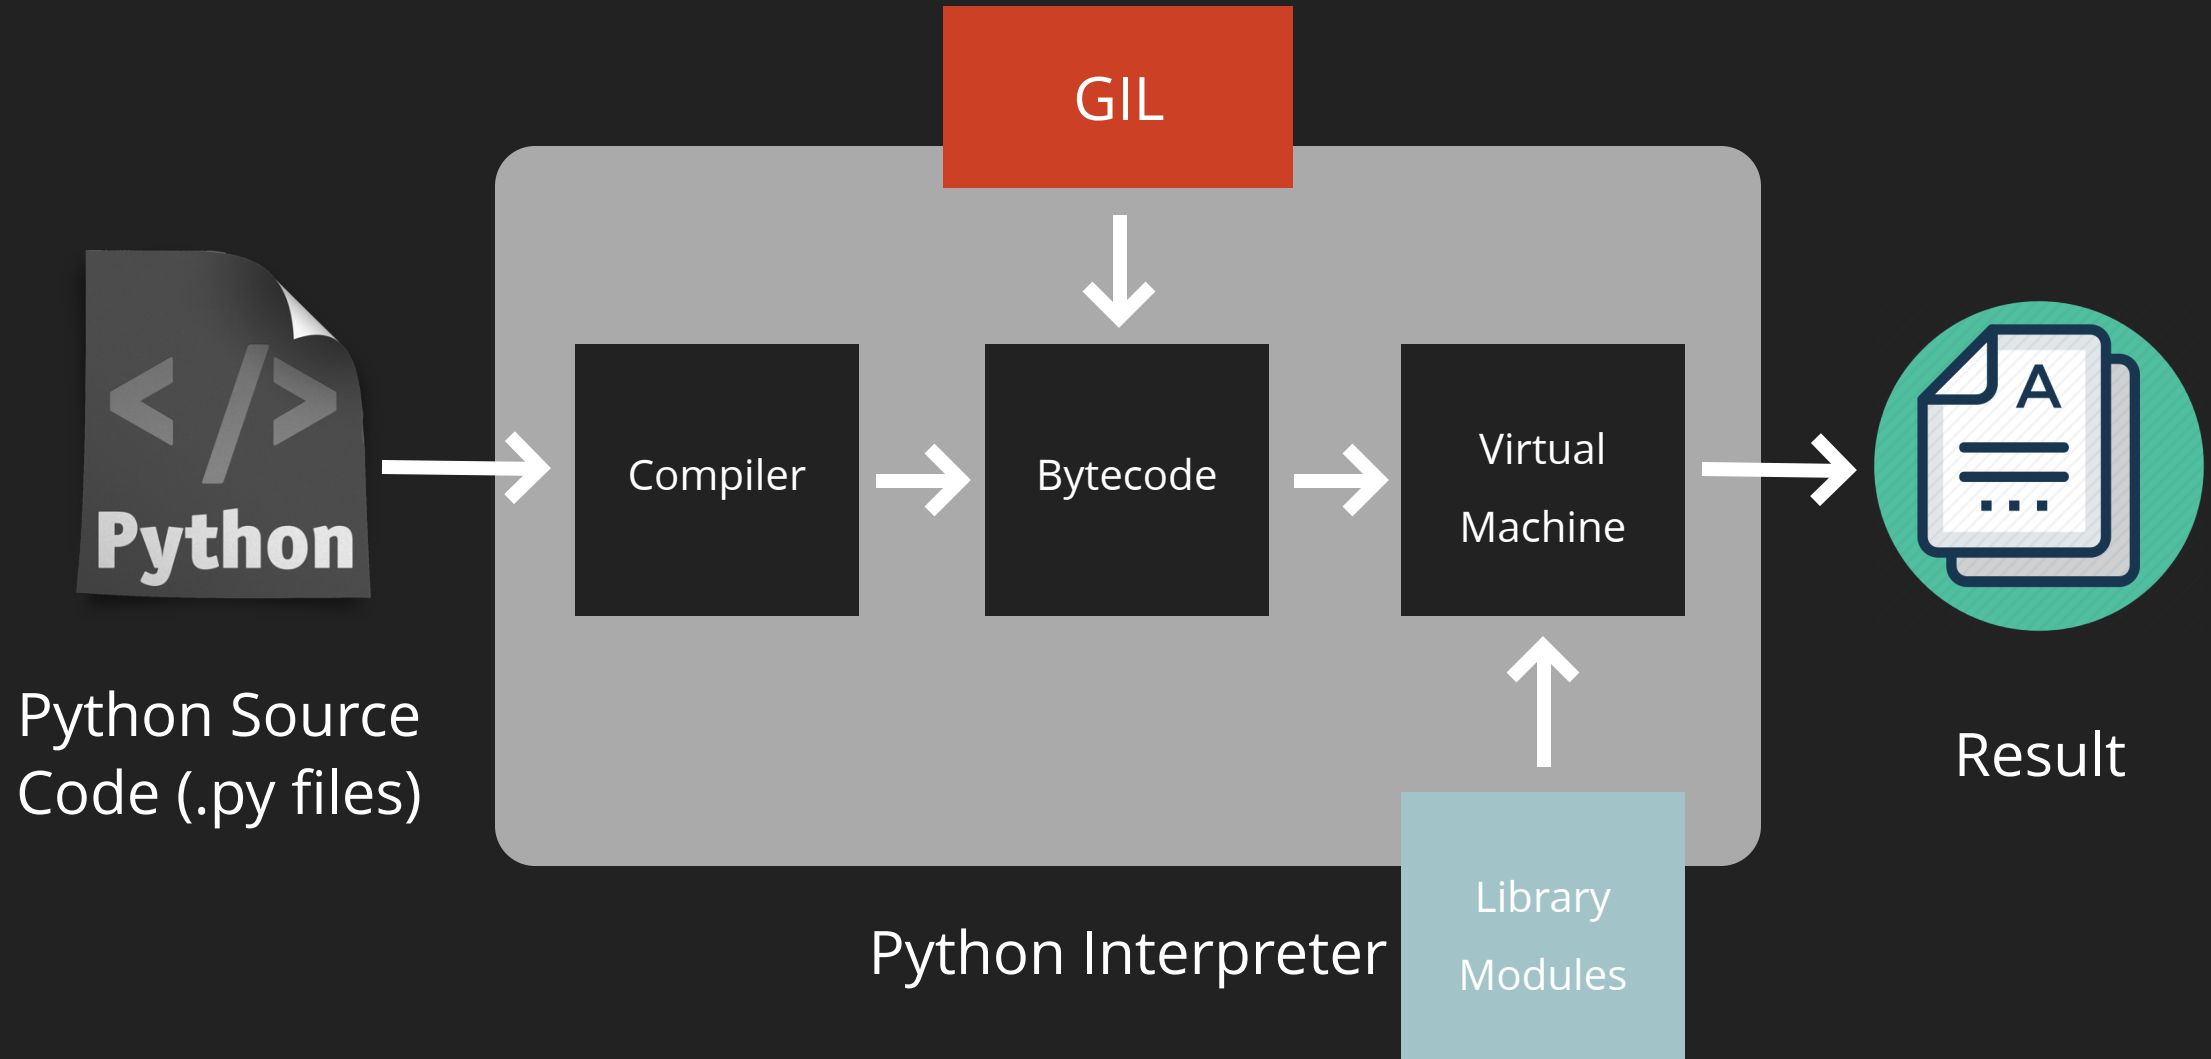 GIL
</>
Python
Compiler
Bytecode
Virtual
Machine
A
Python Source
Code (.py files)
Result
Library
Modules
Python Interpreter